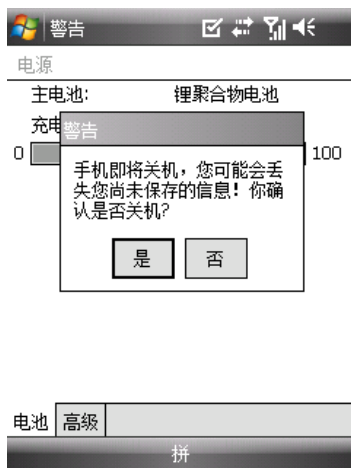 警告
电源
主电池: 锂聚合物电池
充电
0 100
警告
手机即将关机，您可能会丢
失您尚未保存的信息！你确
认是否关机?
是 否
电池 高级
拼